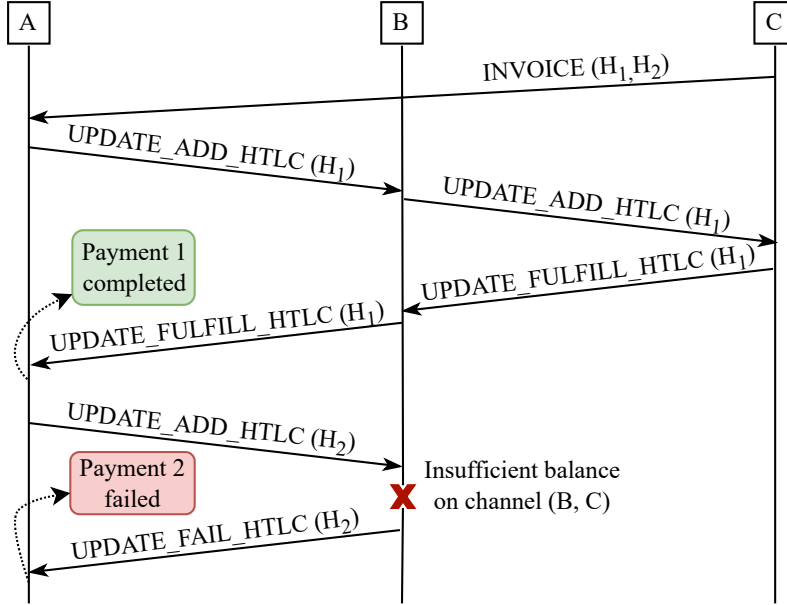 A
B
C
INVOICE (H₁,H₂)
UPDATE_ADD_HTLC (H₁)
UPDATE_ADD_HTLC (H₁)
Payment 1
completed
UPDATE_FULFILL_HTLC (H₁)
UPDATE_FULFILL_HTLC (H₁)
UPDATE_ADD_HTLC (H₂)
Payment 2
failed
Insufficient balance
on channel (B, C)
UPDATE_FAIL_HTLC (H₂)